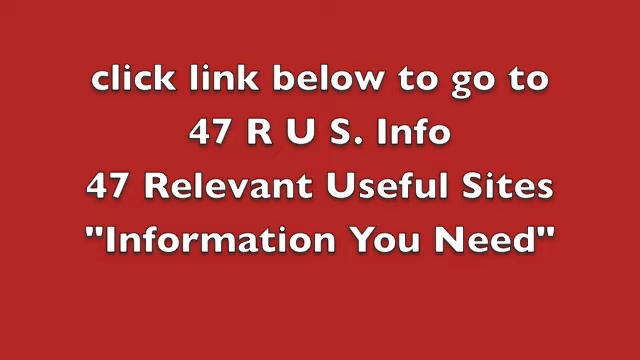 click link below to go to
47 R U S. Info
47 Relevant Useful Sites
"Information You Need"